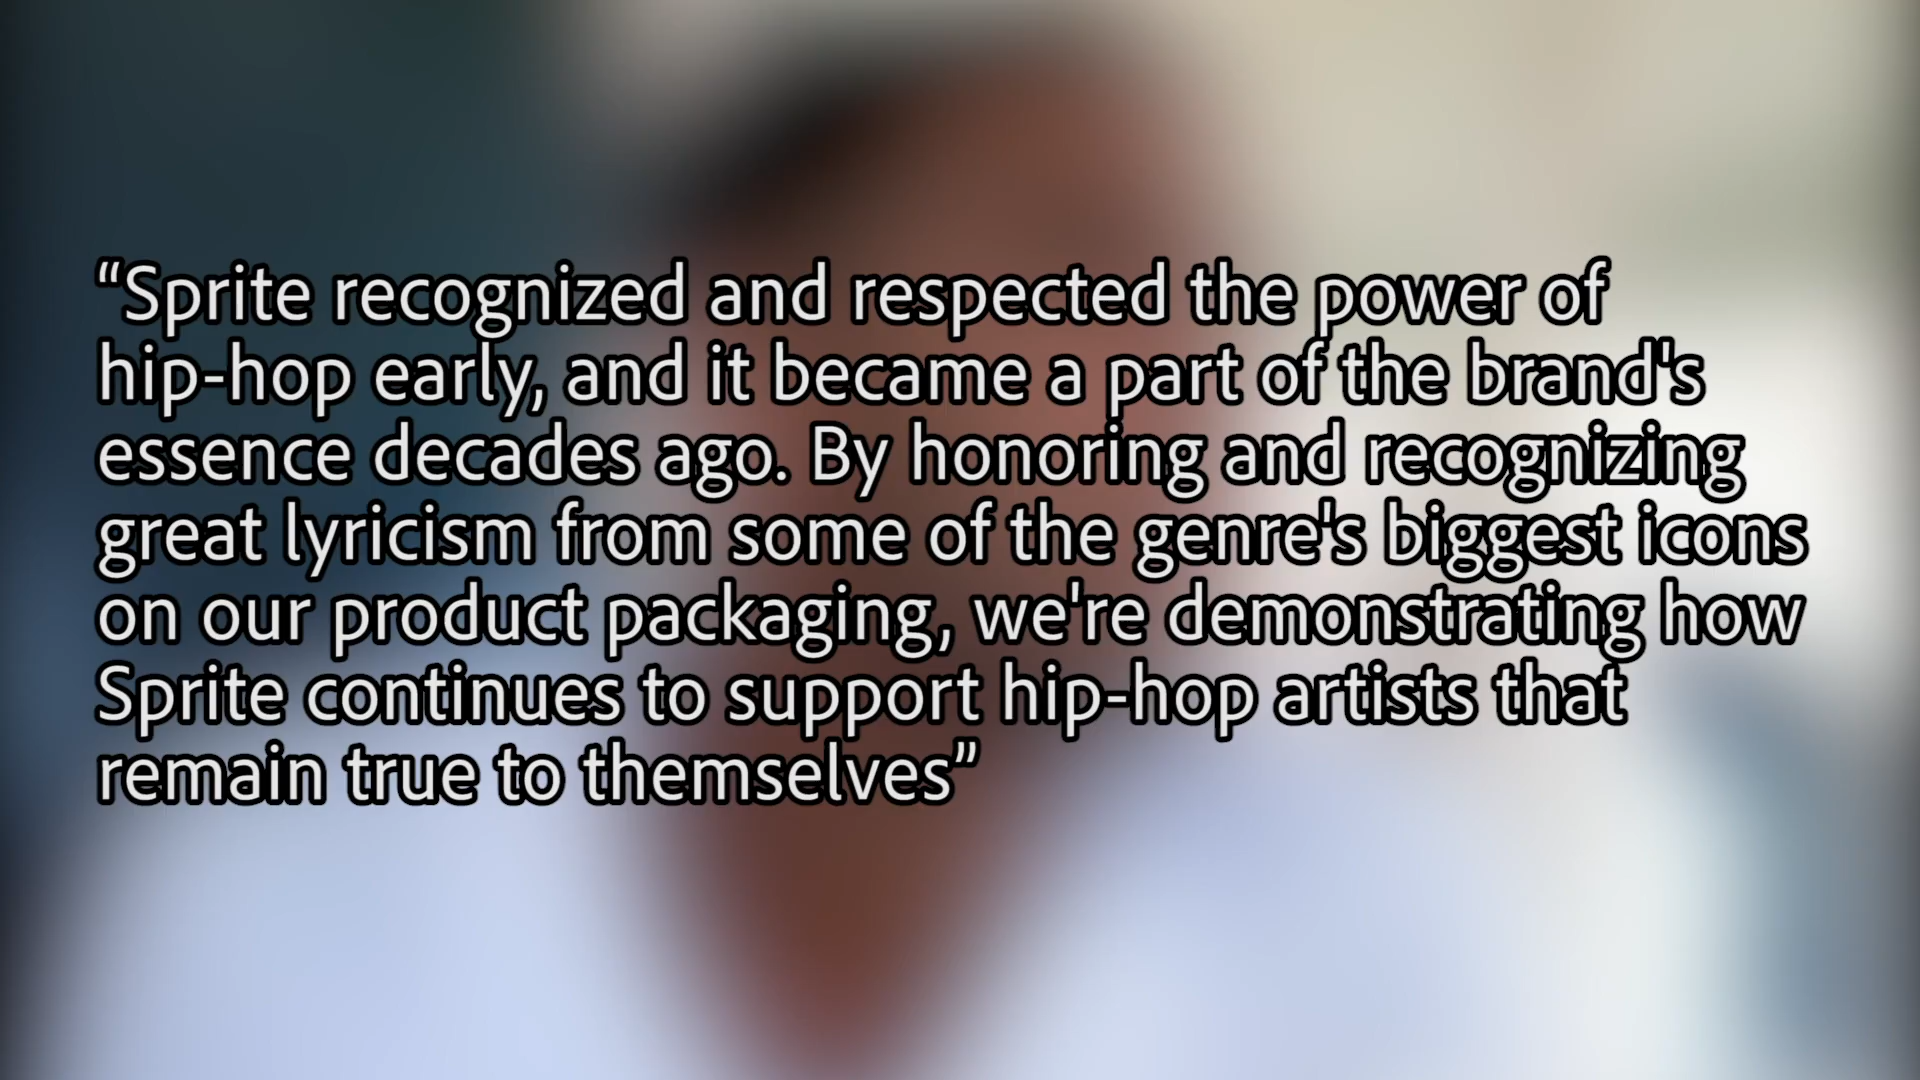 “Sprite recognized and respected the power of
hip-hop early, and it became a part of the brand's
essence decades ago. By honoring and recognizing
great lyricism from some of the genre's biggest icons
on our product packaging, we're demonstrating how
Sprite continues to support hip-hop artists that
remain true to themselves”